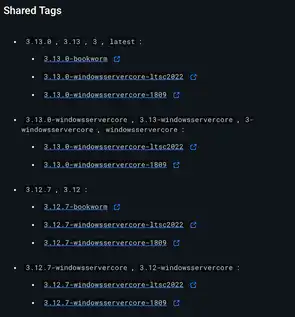 Shared Tags
3.13.0 , 3.13 , 3 , latest :
3.13.0-bookworm
3.13.0-windowsservercore-ltsc2022
3.13.0-windowsservercore-1809
3.13.0-windowsservercore , 3.13-windowsservercore , 3-
windowsservercore , windowsservercore :
3.13.0-windowsservercore-ltsc2022
3.13.0-windowsservercore-1809
3.12.7 , 3.12 :
3.12.7-bookworm
3.12.7-windowsservercore-ltsc2022
3.12.7-windowsservercore-1809
3.12.7-windowsservercore , 3.12-windowsservercore :
3.12.7-windowsservercore-ltsc2022
3.12.7-windowsservercore-1809